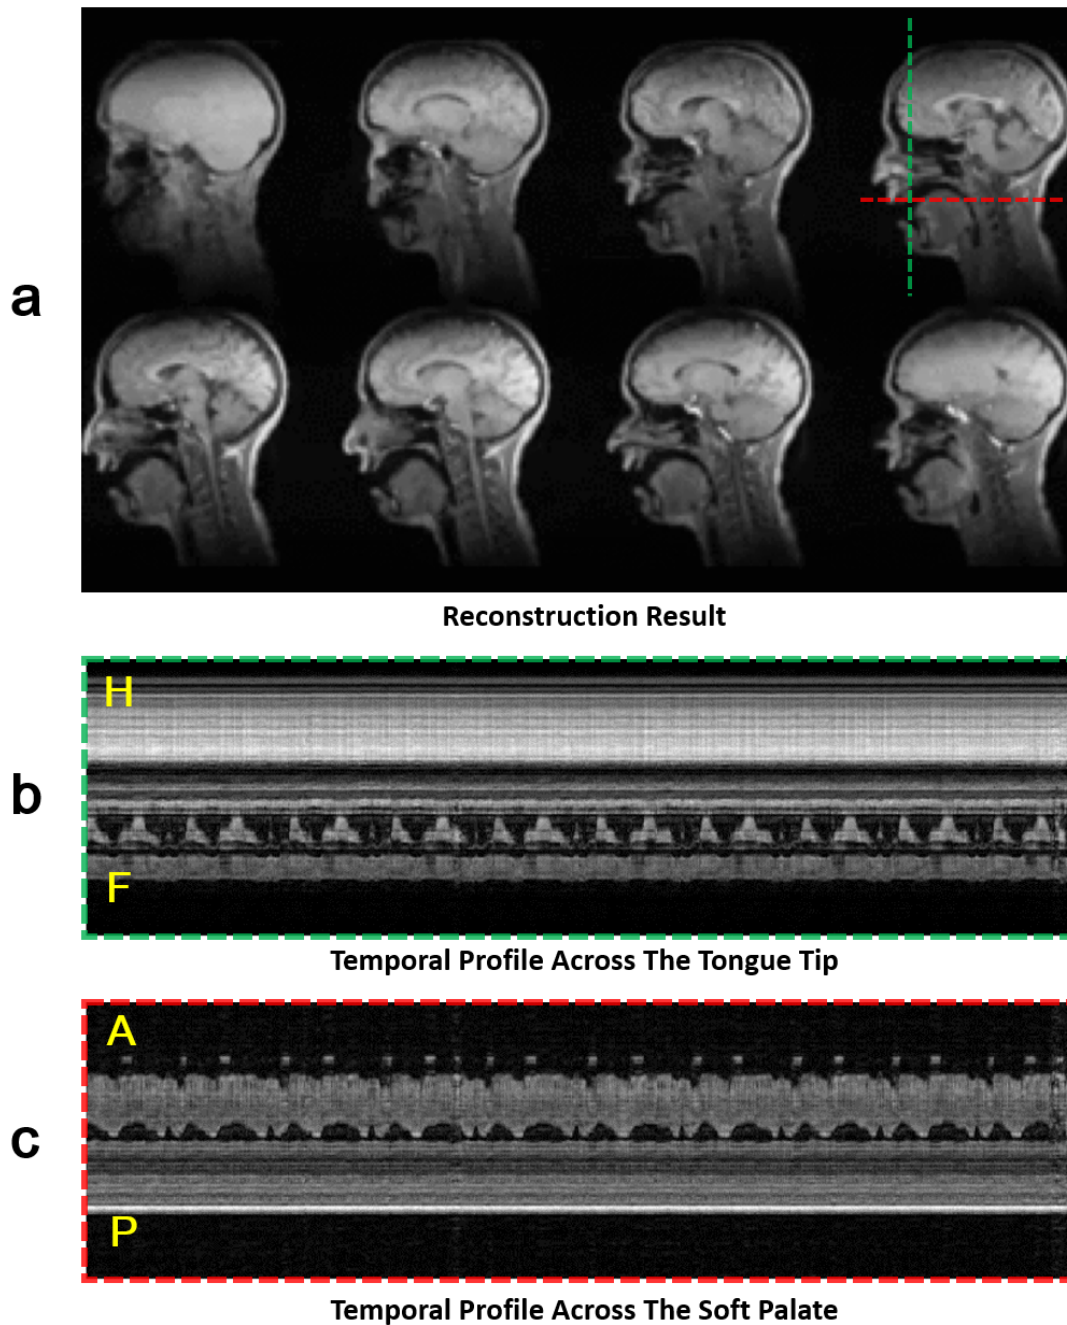 a
Reconstruction Result
b
H
F
Temporal Profile Across The Tongue Tip
c
A
P
Temporal Profile Across The Soft Palate